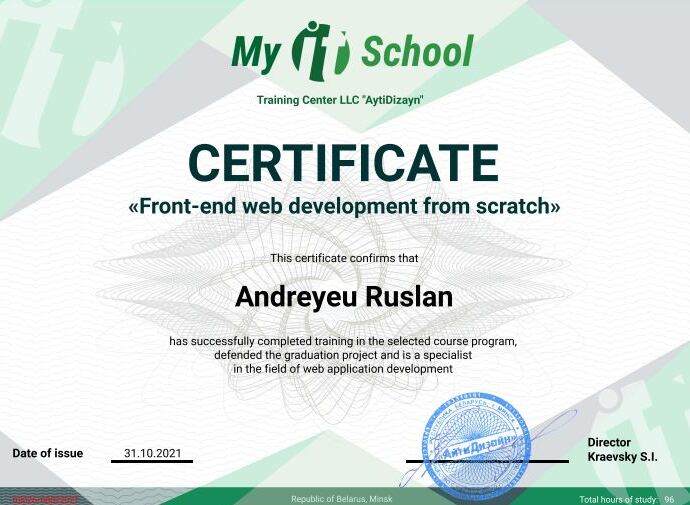 My it School
Training Center LLC "AytiDizayn"
CERTIFICATE
«Front-end web development from scratch»
This certificate confirms that
Andreyeu Ruslan
has successfully completed training in the selected course program,
defended the graduation project and is a specialist
in the field of web application development
АйтиДизайн
Date of issue 31.10.2021
Director
Kraevsky S.I.
Republic of Belarus, Minsk
Total hours of study: 96